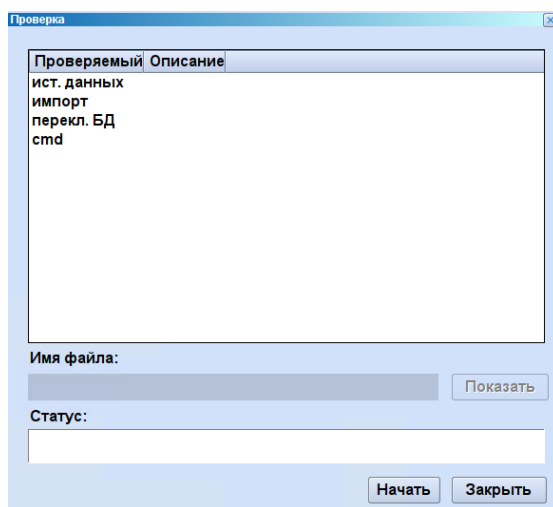 Проверка
Проверяемый Описание
ист. данных
импорт
перекл. БД
cmd
Имя файла:
Показать
Статус:
Начать Закрыть